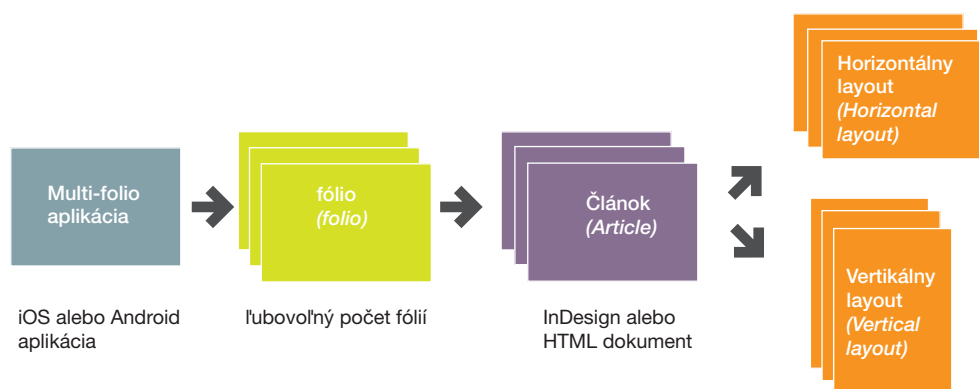 Multi-folio
aplikácia
iOS alebo Android
aplikácia
fólio
(folio)
ľubovoľný počet fólií
Článok
(Article)
InDesign alebo
HTML dokument
Horizontálny
layout
(Horizontal
layout)
Vertikálny
layout
(Vertical
layout)